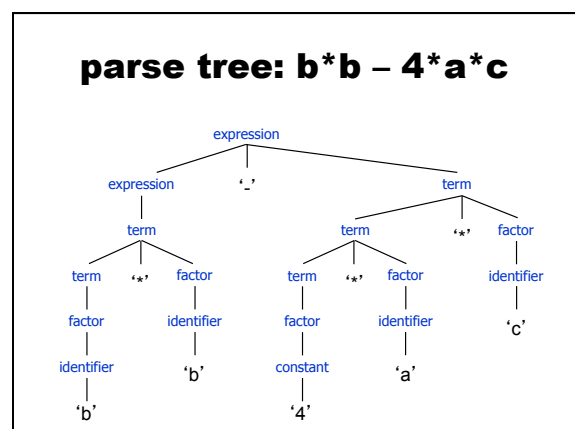 parse tree: b*b – 4*a*c
expression
expression ‘-’ term
term term ‘*’ factor
term ‘*’ factor term ‘*’ factor identifier
factor identifier factor identifier ‘c’
identifier ‘b’ constant ‘a’
‘b’ ‘4’